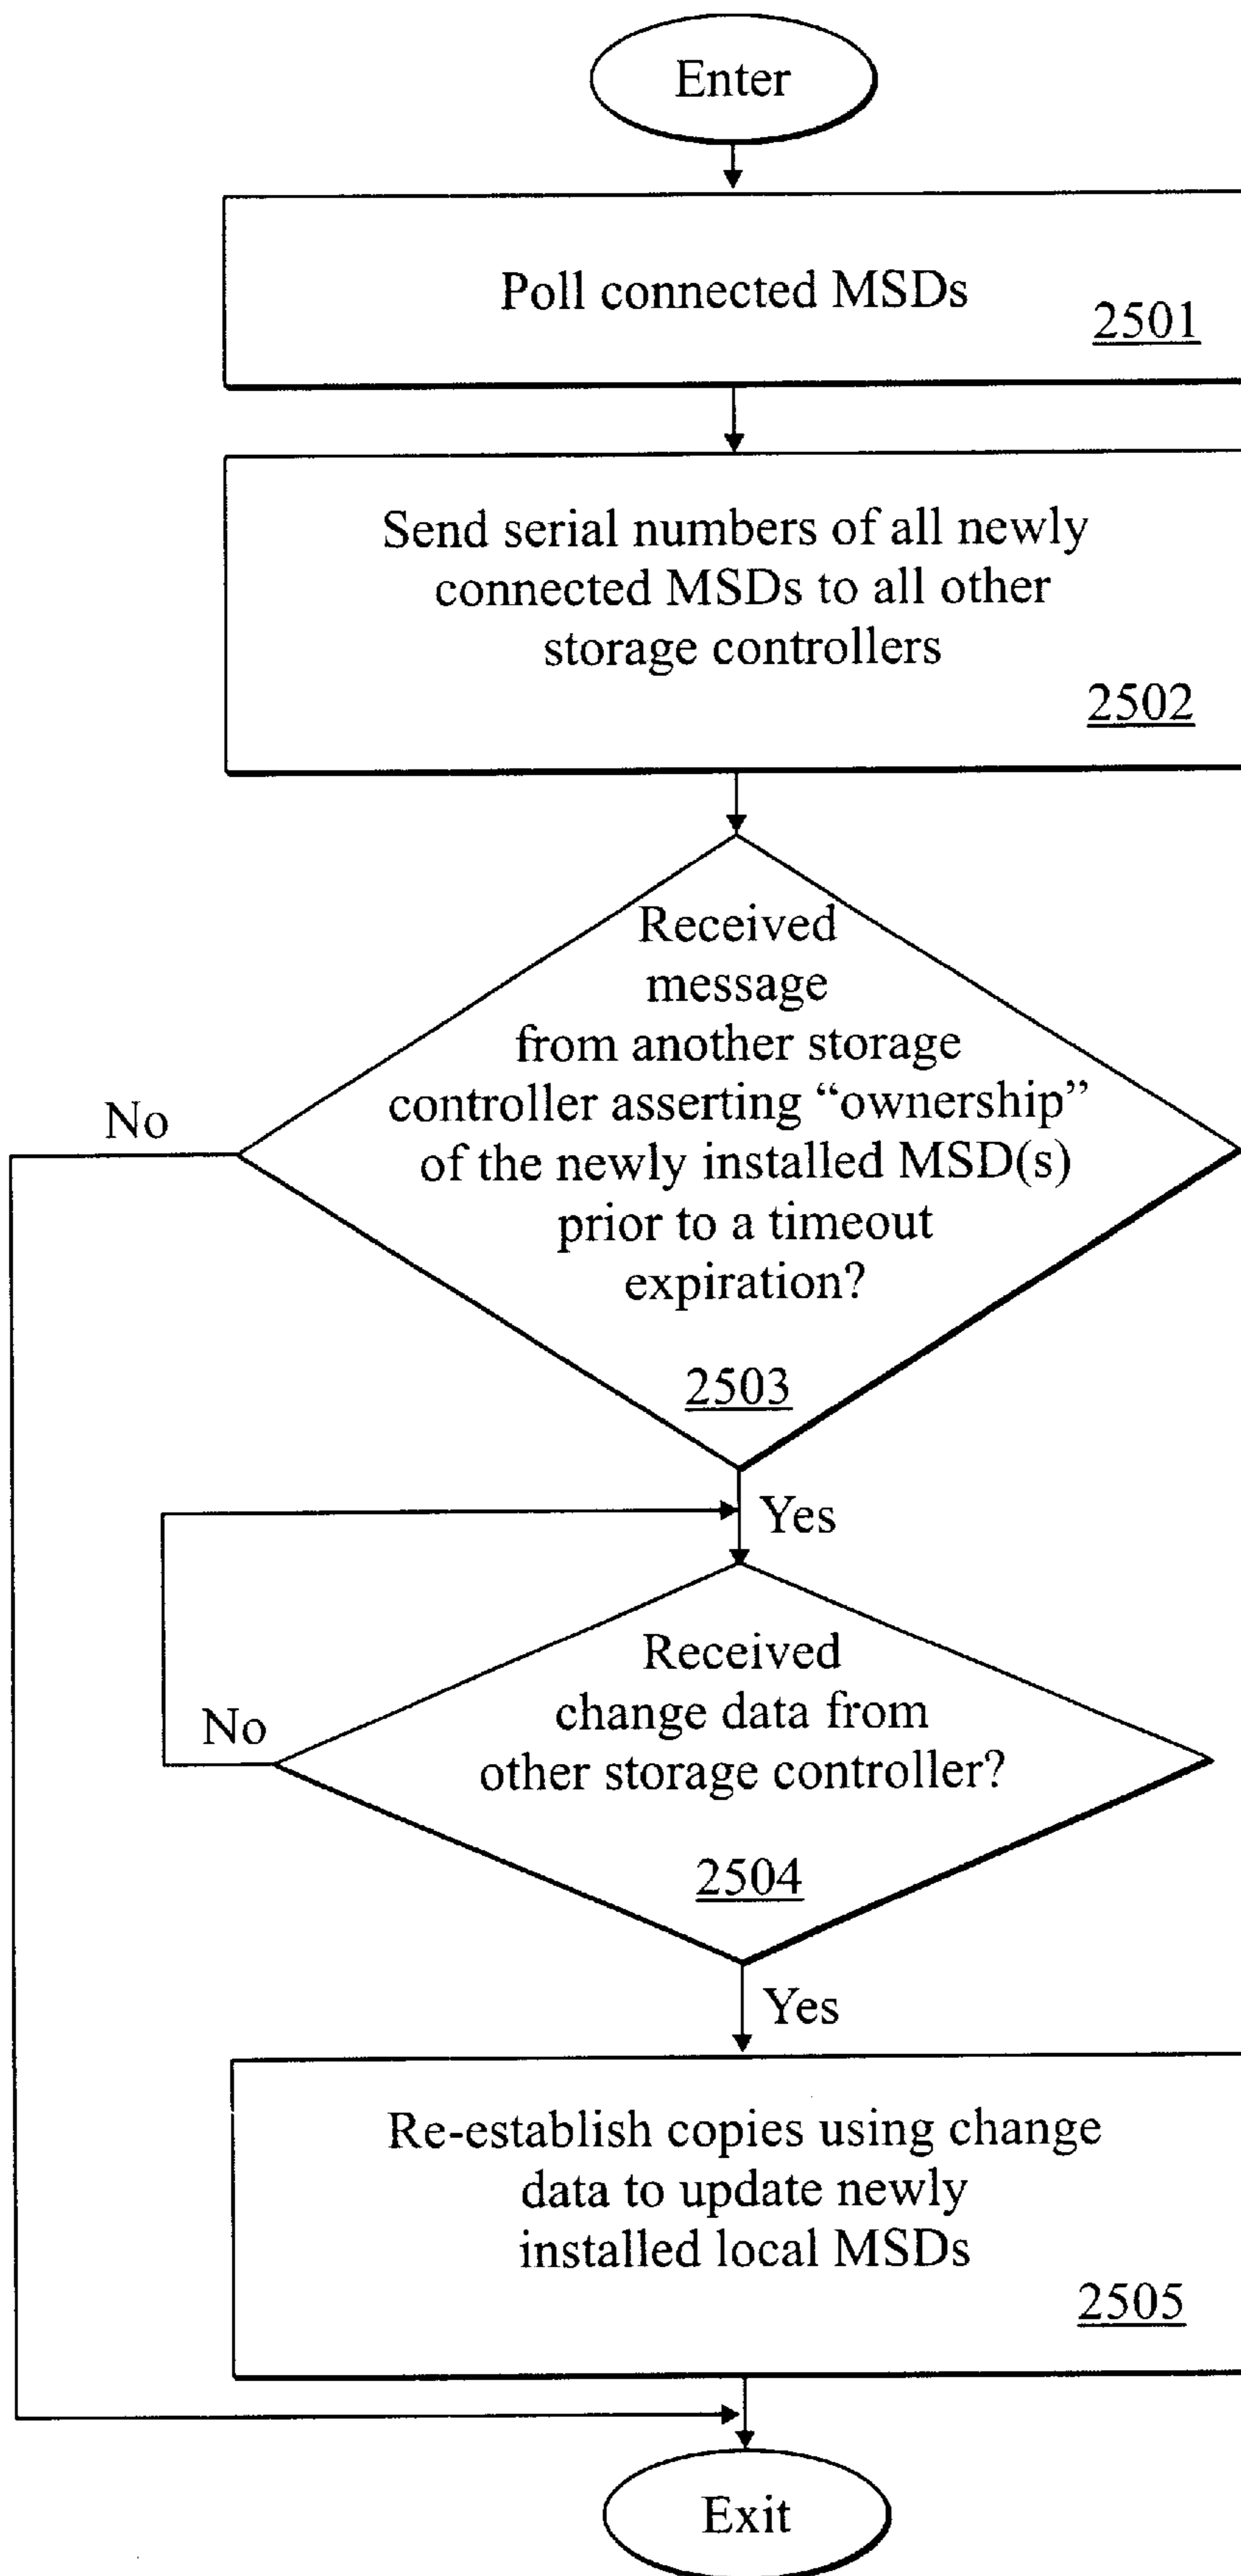 Enter
Poll connected MSDs
2501
Send serial numbers of all newly
connected MSDs to all other
storage controllers
2502
Received
message
from another storage
controller asserting “ownership”
of the newly installed MSD(s)
prior to a timeout
expiration?
2503
No
Yes
Received
change data from
other storage controller?
2504
No
Yes
Re-establish copies using change
data to update newly
installed local MSDs
2505
Exit